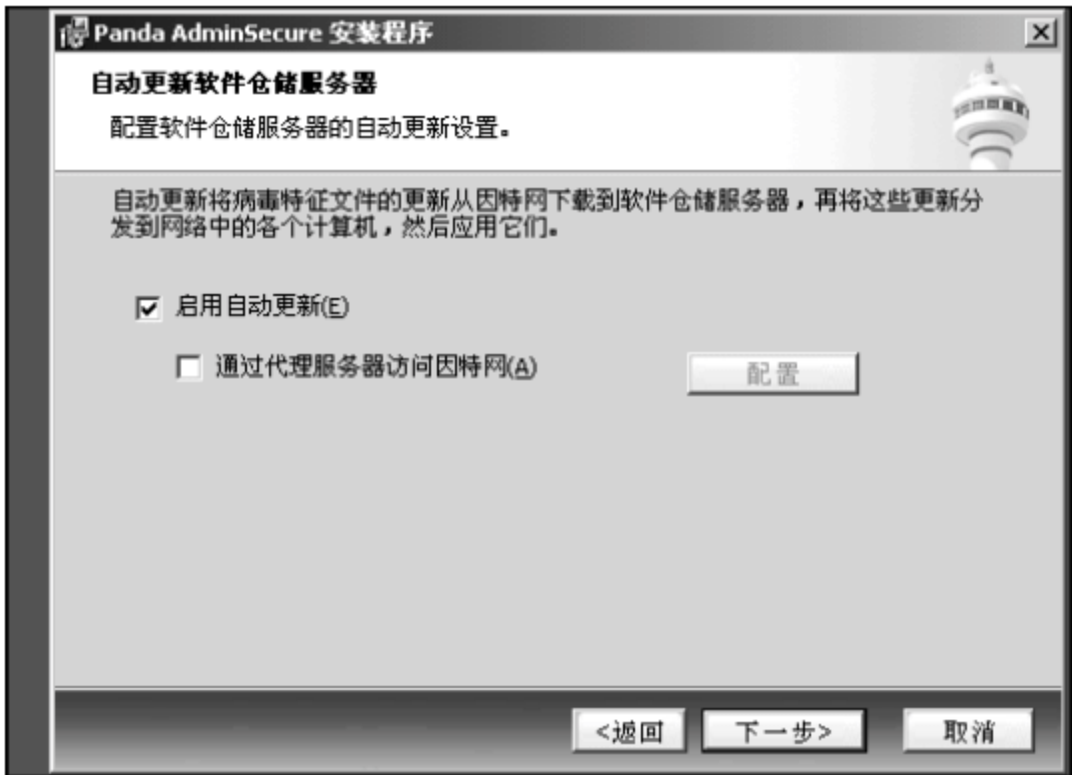 Panda AdminSecure 安装程序
自动更新软件仓储服务器
配置软件仓储服务器的自动更新设置。
自动更新将病毒特征文件的更新从因特网下载到软件仓储服务器，再将这些更新分
发到网络中的各个计算机，然后应用它们。
启用自动更新(E)
通过代理服务器访问因特网(A)
配置
<返回
下一步>
取消